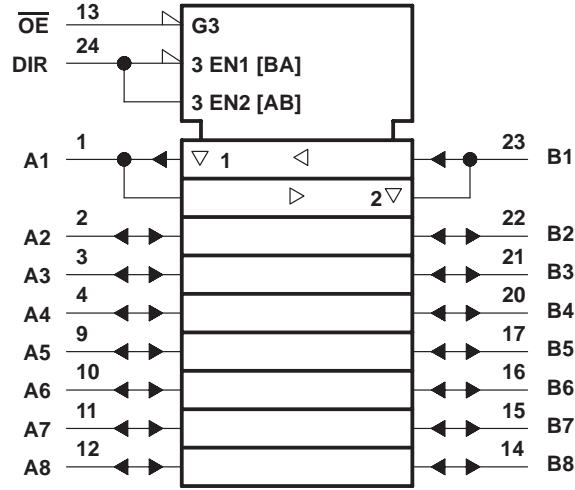 OE 13 G3
DIR 24 3 EN1 [BA]
3 EN2 [AB]
A1 1 1 23 B1
2
A2 2 22 B2
A3 3 21 B3
A4 4 20 B4
A5 9 17 B5
A6 10 16 B6
A7 11 15 B7
A8 12 14 B8